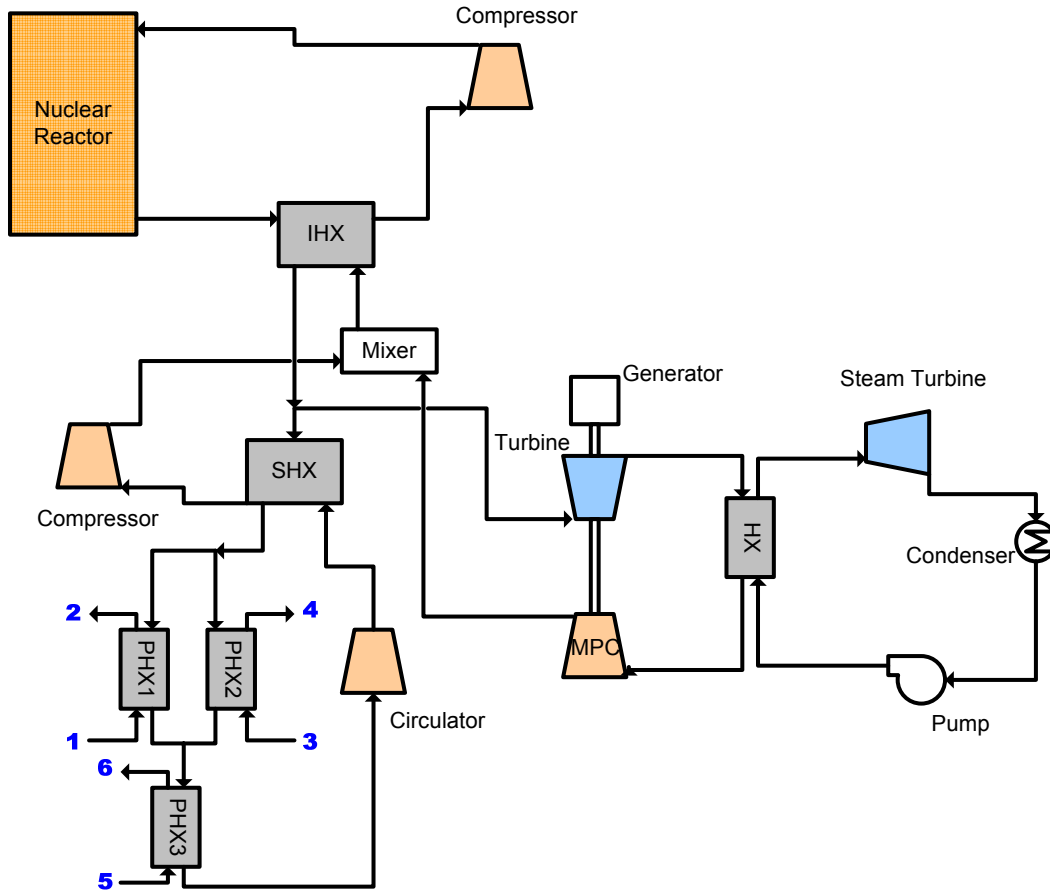 Compressor
Nuclear
Reactor
IHX
Mixer
Generator
Steam Turbine
Turbine
SHX
Compressor
HX
Condenser
2
4
PHX1
PHX2
MPC
Circulator
Pump
1
3
6
PHX3
5